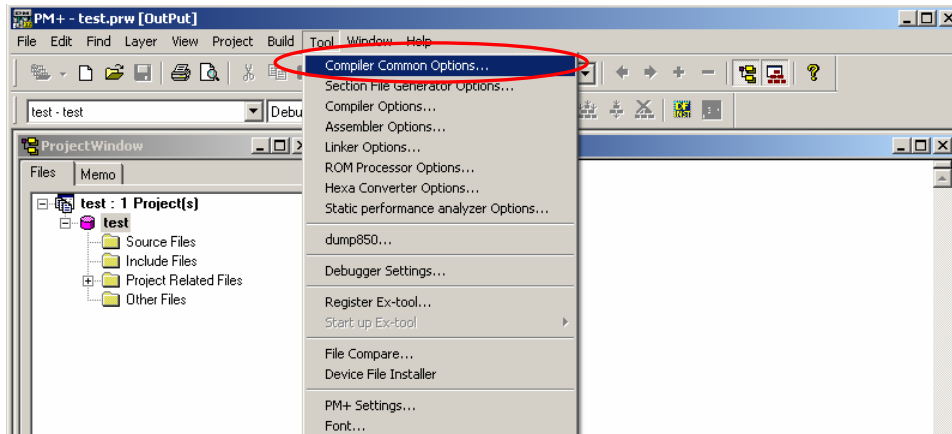 PM+ - test.prw [OutPut]
File Edit Find Layer View Project Build Tool Window Help
test - test
Debu
ProjectWindow
Files Memo
test : 1 Project(s)
test
Source Files
Include Files
Project Related Files
Other Files
Compiler Common Options...
Section File Generator Options...
Compiler Options...
Assembler Options...
Linker Options...
ROM Processor Options...
Hexa Converter Options...
Static performance analyzer Options...
dump850...
Debugger Settings...
Register Ex-tool...
Start up Ex-tool
File Compare...
Device File Installer
PM+ Settings...
Font...